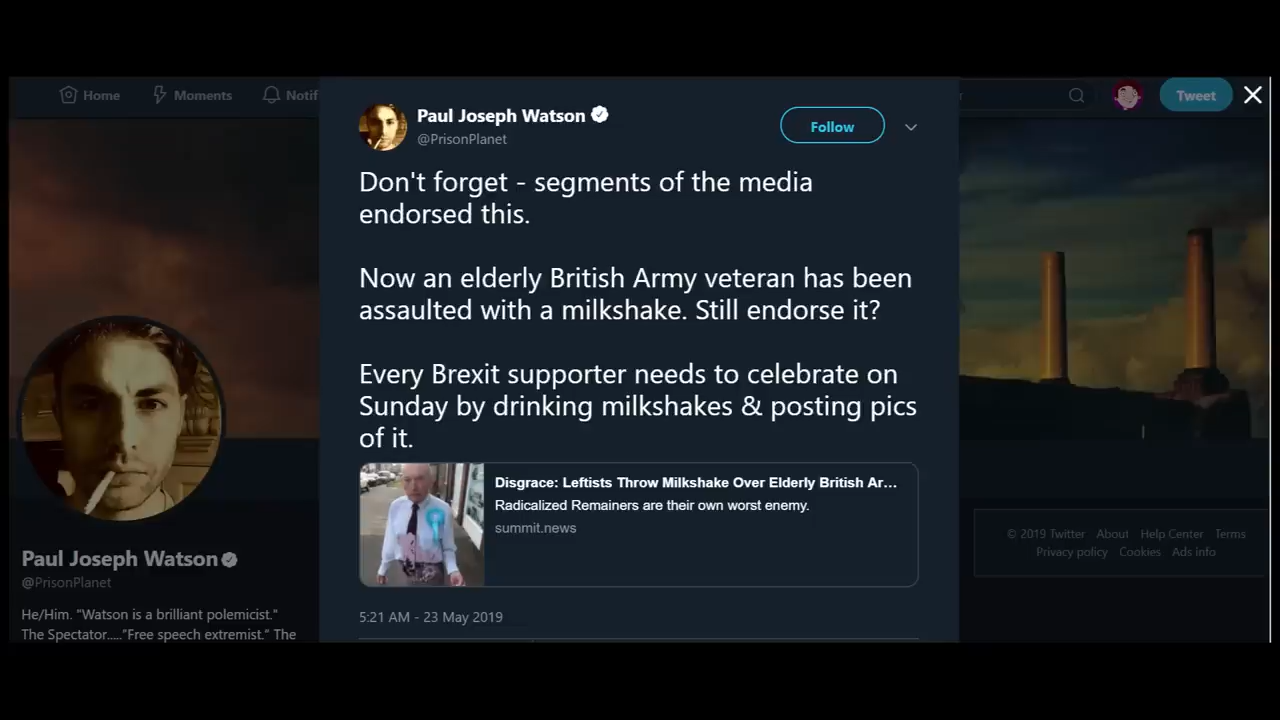 Home
Moments
Notif
Tweet
Paul Joseph Watson
@PrisonPlanet
Follow
Don't forget - segments of the media
endorsed this.
Now an elderly British Army veteran has been
assaulted with a milkshake. Still endorse it?
Every Brexit supporter needs to celebrate on
Sunday by drinking milkshakes & posting pics
of it.
Disgrace: Leftists Throw Milkshake Over Elderly British Ar...
Radicalized Remainers are their own worst enemy.
summit.news
5:21 AM - 23 May 2019
Paul Joseph Watson
@PrisonPlanet
He/Him. "Watson is a brilliant polemicist."
The Spectator....."Free speech extremist." The
© 2019 Twitter About Help Center Terms
Privacy policy Cookies Ads info